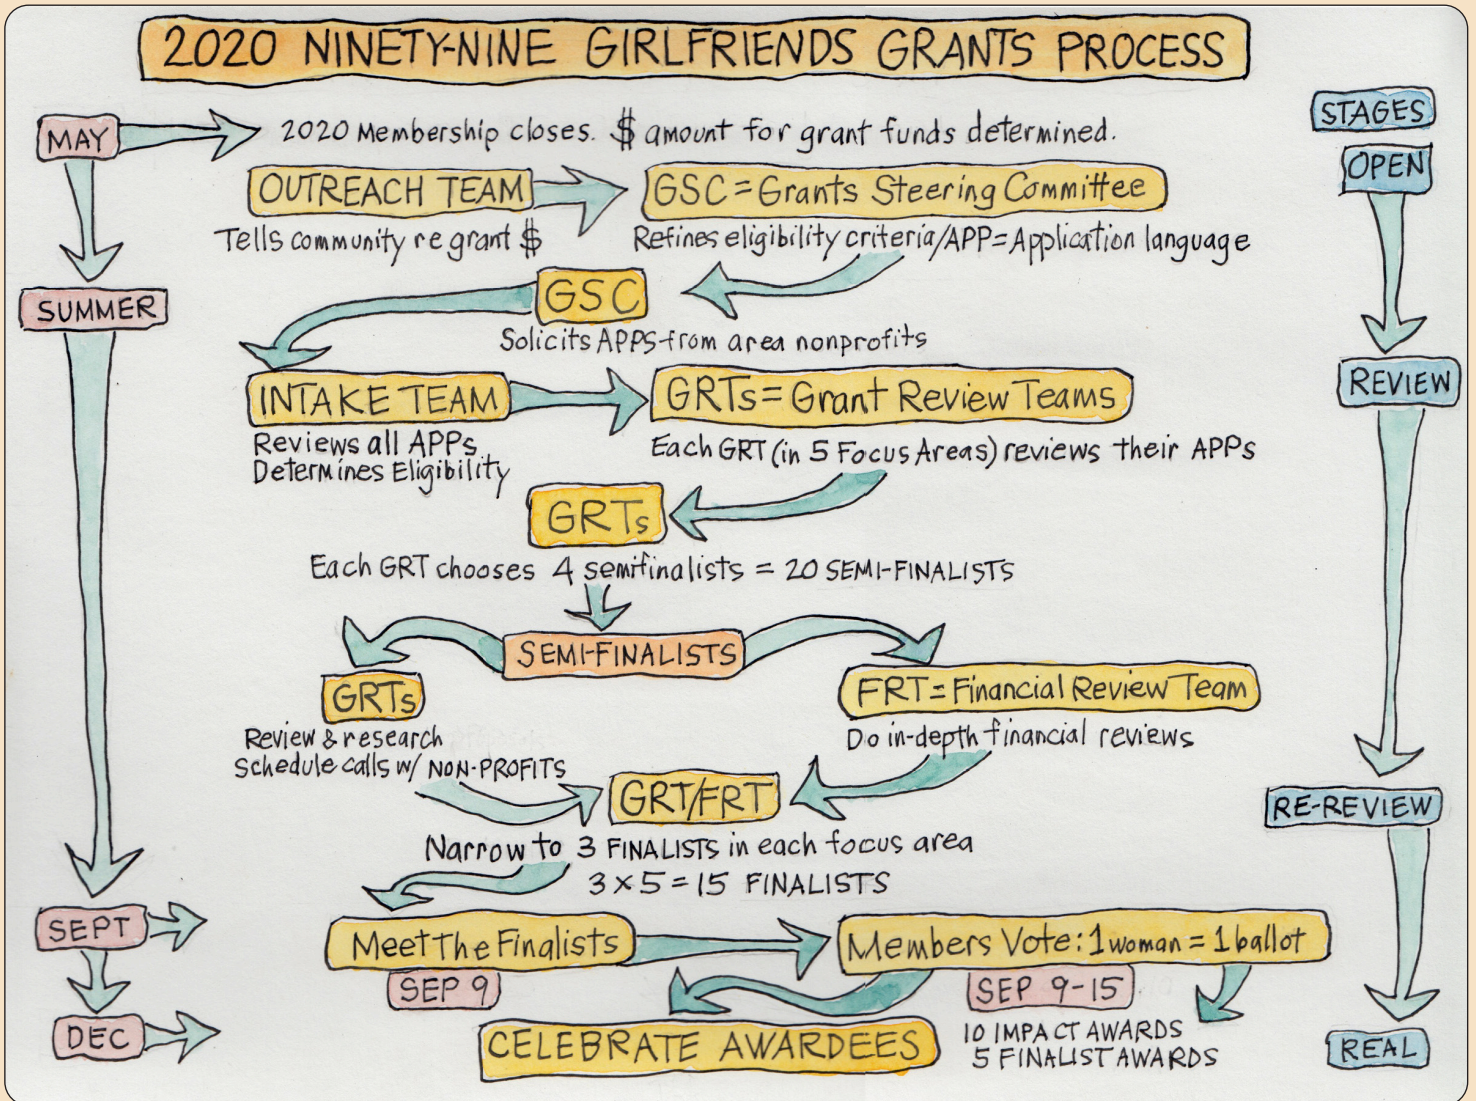 2020 NINETY-NINE GIRLFRIENDS GRANTS PROCESS
STAGES
MAY
2020 Membership closes. $ amount for grant funds determined.
OPEN
OUTREACH TEAM
GSC = Grants Steering Committee
Tells community re grant $
Refines eligibility criteria/APP=Application language
SUMMER
GSC
Solicits APPS from area nonprofits
REVIEW
INTAKE TEAM
GRTs = Grant Review Teams
Reviews all APPs
Determines Eligibility
Each GRT (in 5 Focus Areas) reviews their APPs
GRTs
Each GRT chooses 4 semifinalists = 20 SEMI-FINALISTS
SEMI-FINALISTS
GRTs
FRT = Financial Review Team
Review & research
Schedule calls w/ NON-PROFITS
Do in-depth financial reviews
GRT/FRT
RE-REVIEW
Narrow to 3 FINALISTS in each focus area
3 x 5 = 15 FINALISTS
SEPT
Meet The Finalists
Members Vote: 1 woman = 1 ballot
SEP 9
SEP 9-15
DEC
CELEBRATE AWARDEES
10 IMPACT AWARDS
5 FINALIST AWARDS
REAL